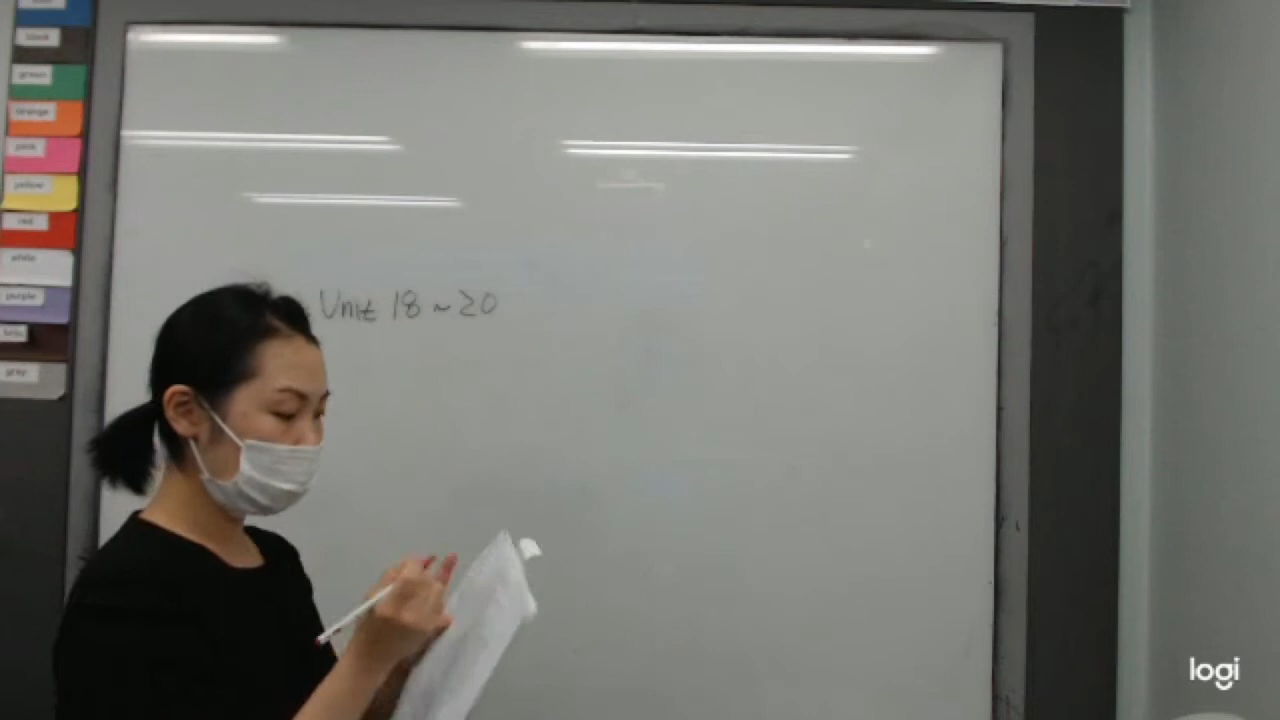 black
green
orange
pink
yellow
red
white
purple
gray
Unit 18 ~ 20
logi